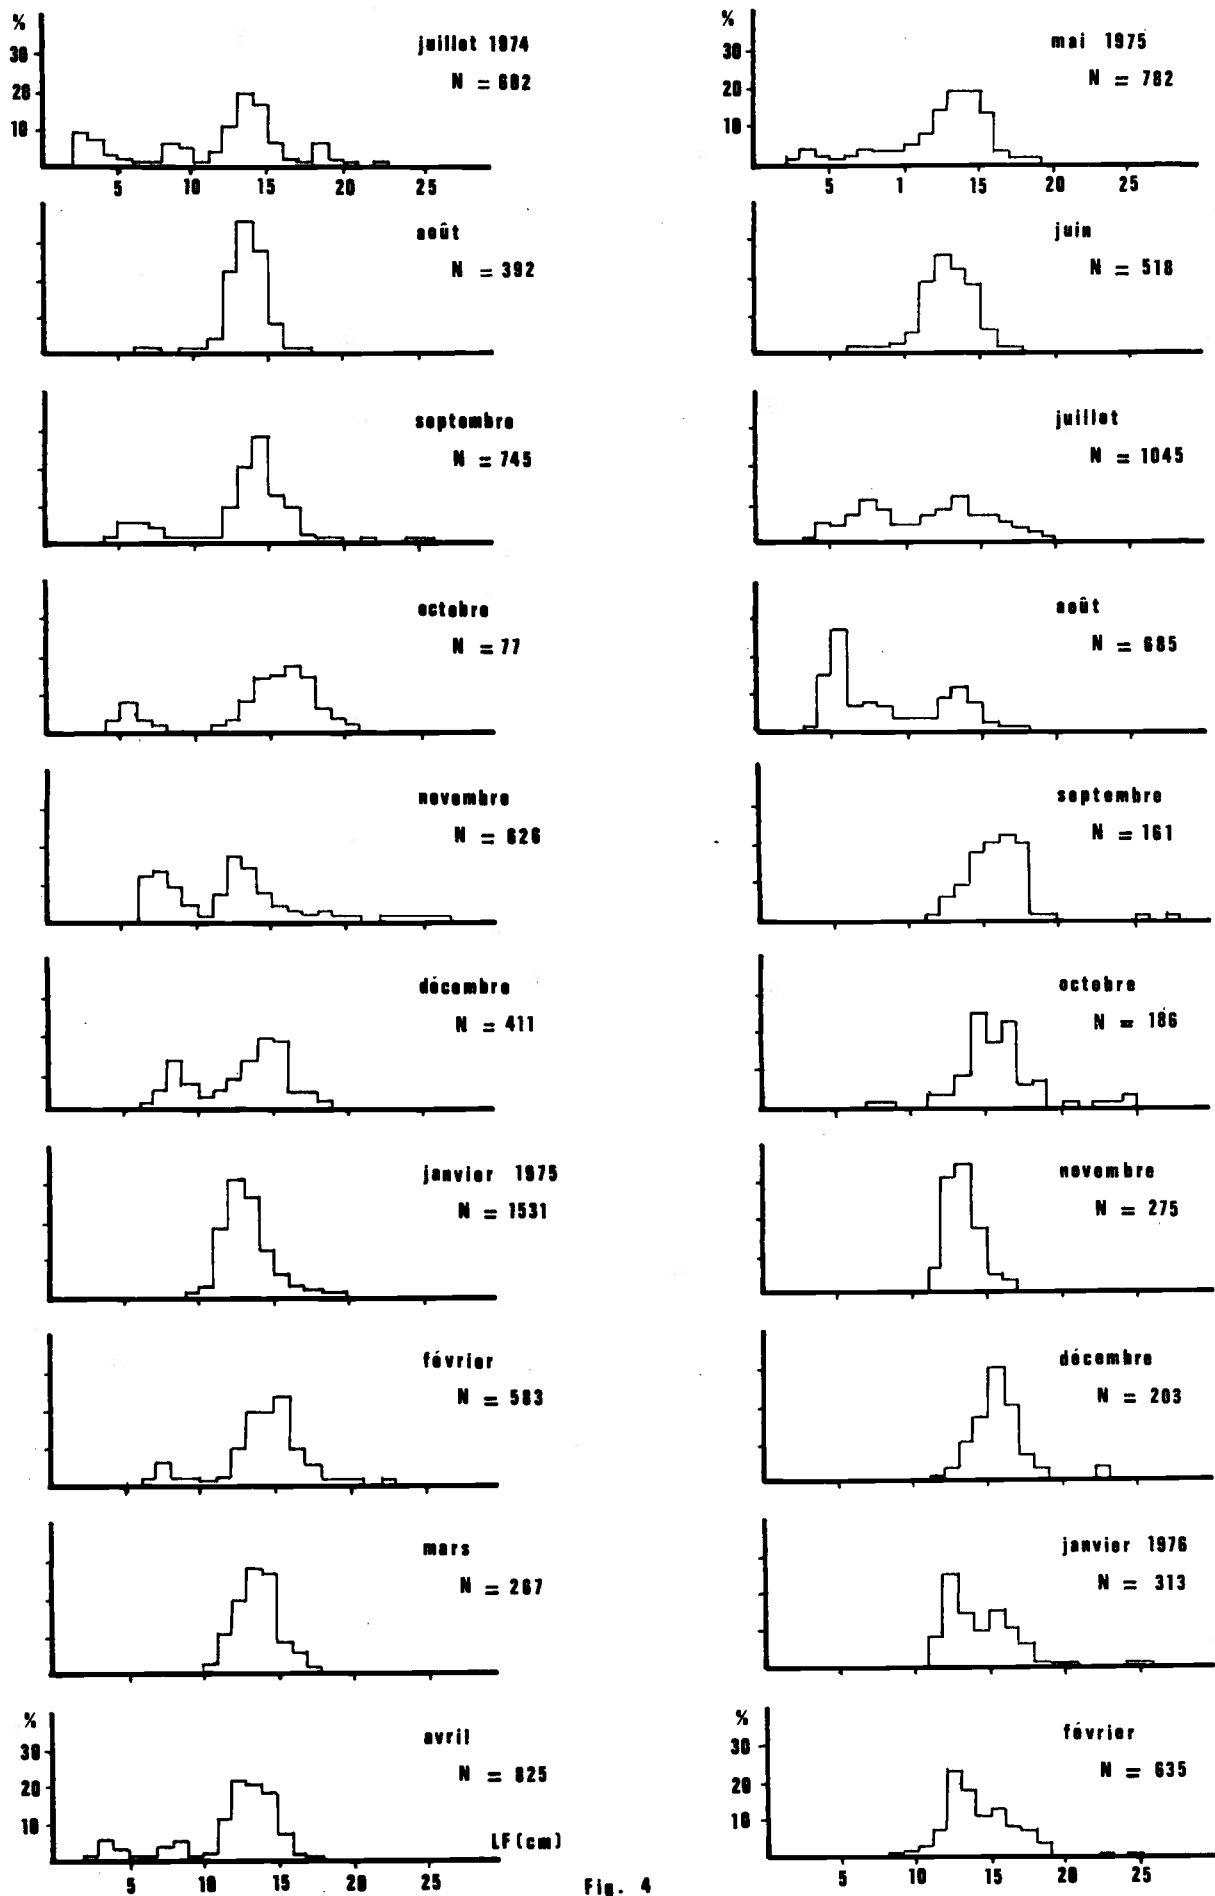 %
30
20
10
juillet 1974
N = 602
5 10 15 20 25
août
N = 392
septembre
N = 745
octobre
N = 77
novembre
N = 626
décembre
N = 411
janvier 1975
N = 1531
février
N = 583
mars
N = 267
%
30
20
10
avril
N = 825
LF (cm)
5 10 15 20 25
%
30
20
10
mai 1975
N = 782
5 1 15 20 25
juin
N = 518
juillet
N = 1045
août
N = 685
septembre
N = 161
octobre
N = 186
novembre
N = 275
décembre
N = 203
janvier 1976
N = 313
%
30
20
10
février
N = 635
5 10 15 20 25
Fig. 4